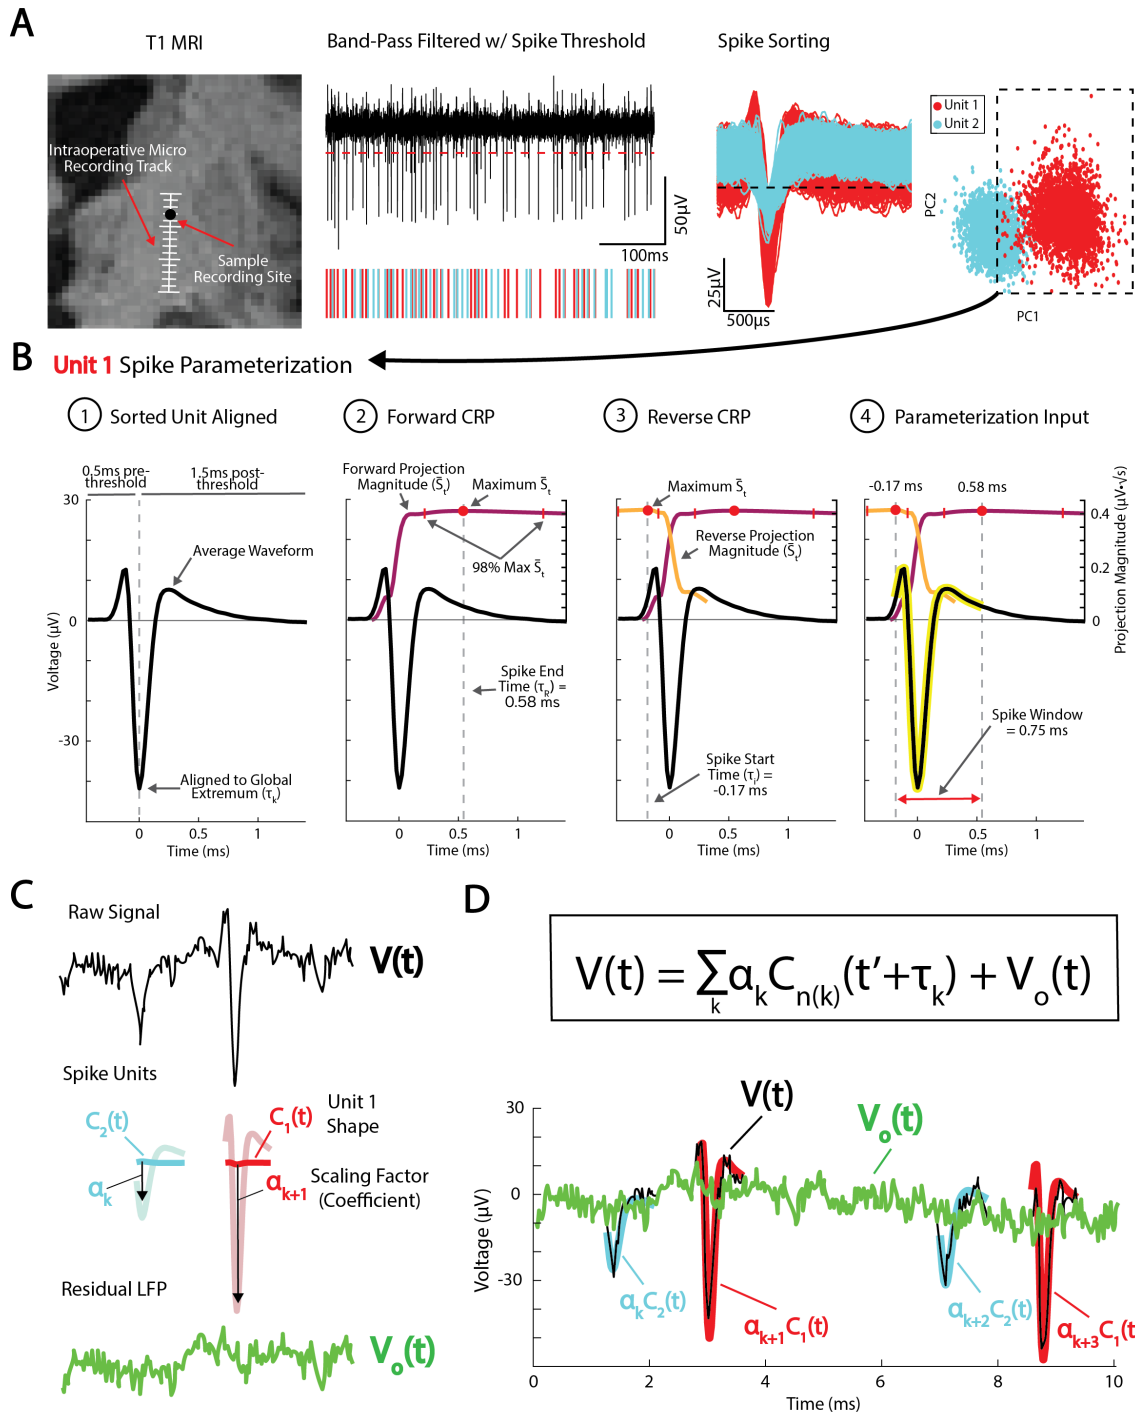 A
T1 MRI
Intraoperative Micro
Recording Track
Sample
Recording Site
Band-Pass Filtered w/ Spike Threshold
50µV
100ms
Spike Sorting
25µV
500µs
Unit 1
Unit 2
PC2
PC1
B
Unit 1 Spike Parameterization
1 Sorted Unit Aligned
0.5ms pre-
threshold
1.5ms post-
threshold
30
0
-30
Voltage (µV)
Average Waveform
Aligned to Global
Extremum (τk)
0 0.5 1
Time (ms)
2 Forward CRP
Forward Projection
Magnitude (S̄t)
Maximum S̄t
98% Max S̄t
Spike End
Time (τR) =
0.58 ms
0 0.5 1
Time (ms)
3 Reverse CRP
Maximum S̄t
Reverse Projection
Magnitude (S̄t)
Spike Start
Time (τi) =
-0.17 ms
0 0.5 1
Time (ms)
4 Parameterization Input
-0.17 ms
0.58 ms
0.4
0.2
0
Projection Magnitude (µV•√s)
Spike Window
= 0.75 ms
0 0.5 1
Time (ms)
C
Raw Signal
V(t)
Spike Units
C2(t)
αk
C1(t)
αk+1
Unit 1
Shape
Scaling Factor
(Coefficient)
Residual LFP
Vo(t)
D
V(t) = ∑k αkCn(k)(t′+τk) + Vo(t)
30
0
-30
Voltage (µV)
V(t)
Vo(t)
αkC2(t)
αk+1C1(t)
αk+2C2(t)
αk+3C1(t
0 2 4 6 8 10
Time (ms)